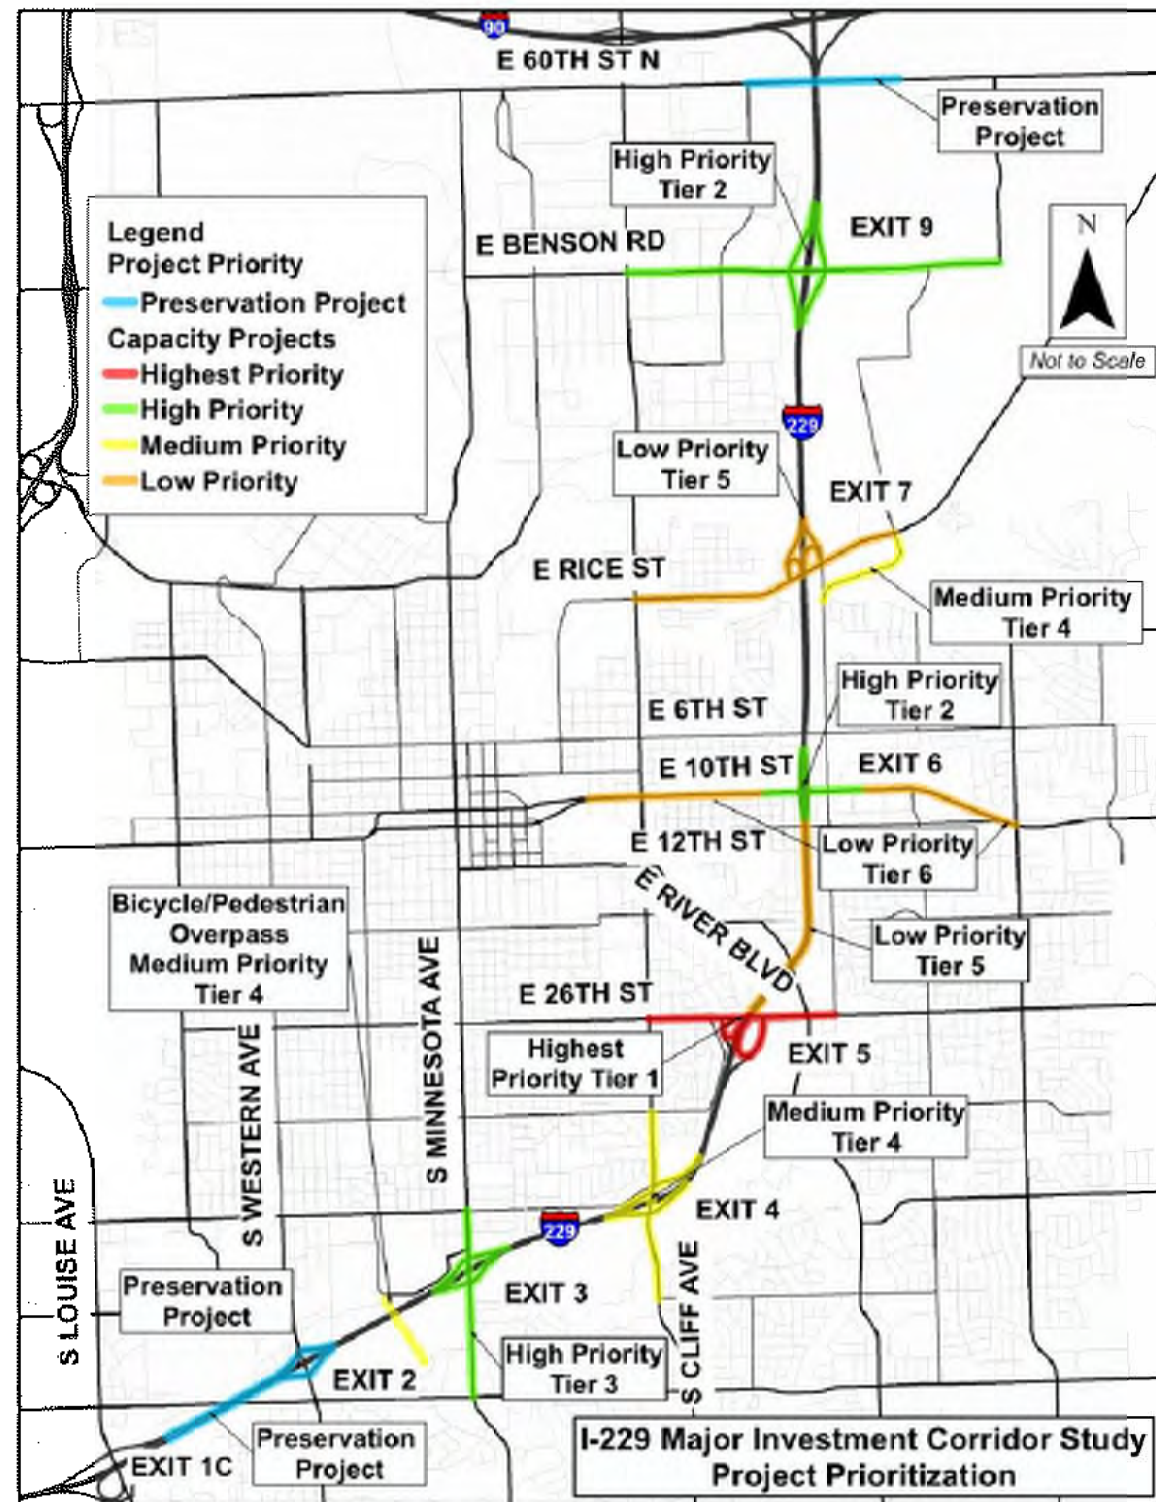 90
E 60TH ST N
Preservation
Project
High Priority
Tier 2
EXIT 9
E BENSON RD
N
Not to Scale
Legend
Project Priority
Preservation Project
Capacity Projects
Highest Priority
High Priority
Medium Priority
Low Priority
229
Low Priority
Tier 5
EXIT 7
E RICE ST
Medium Priority
Tier 4
High Priority
Tier 2
E 6TH ST
E 10TH ST
EXIT 6
E 12TH ST
Low Priority
Tier 6
E RIVER BLVD
Bicycle/Pedestrian
Overpass
Medium Priority
Tier 4
Low Priority
Tier 5
S MINNESOTA AVE
E 26TH ST
S WESTERN AVE
Highest
Priority Tier 1
EXIT 5
Medium Priority
Tier 4
S LOUISE AVE
EXIT 4
229
S CLIFF AVE
Preservation
Project
EXIT 3
High Priority
Tier 3
EXIT 2
Preservation
Project
EXIT 1C
I-229 Major Investment Corridor Study
Project Prioritization